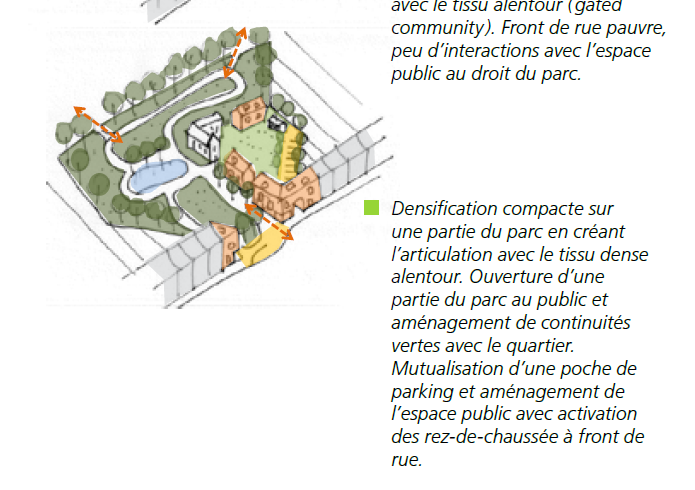 avec le tissu alentour (gated
community). Front de rue pauvre,
peu d’interactions avec l’espace
public au droit du parc.
Densification compacte sur
une partie du parc en créant
l’articulation avec le tissu dense
alentour. Ouverture d’une
partie du parc au public et
aménagement de continuités
vertes avec le quartier.
Mutualisation d’une poche de
parking et aménagement de
l’espace public avec activation
des rez-de-chaussée à front de
rue.